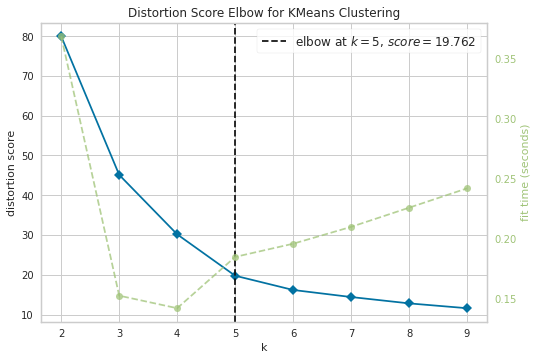 Distortion Score Elbow for KMeans Clustering
elbow at k = 5, score = 19.762
80
70
60
50
40
30
20
10
distortion score
0.35
0.30
0.25
0.20
0.15
fit time (seconds)
2 3 4 5 6 7 8 9
k